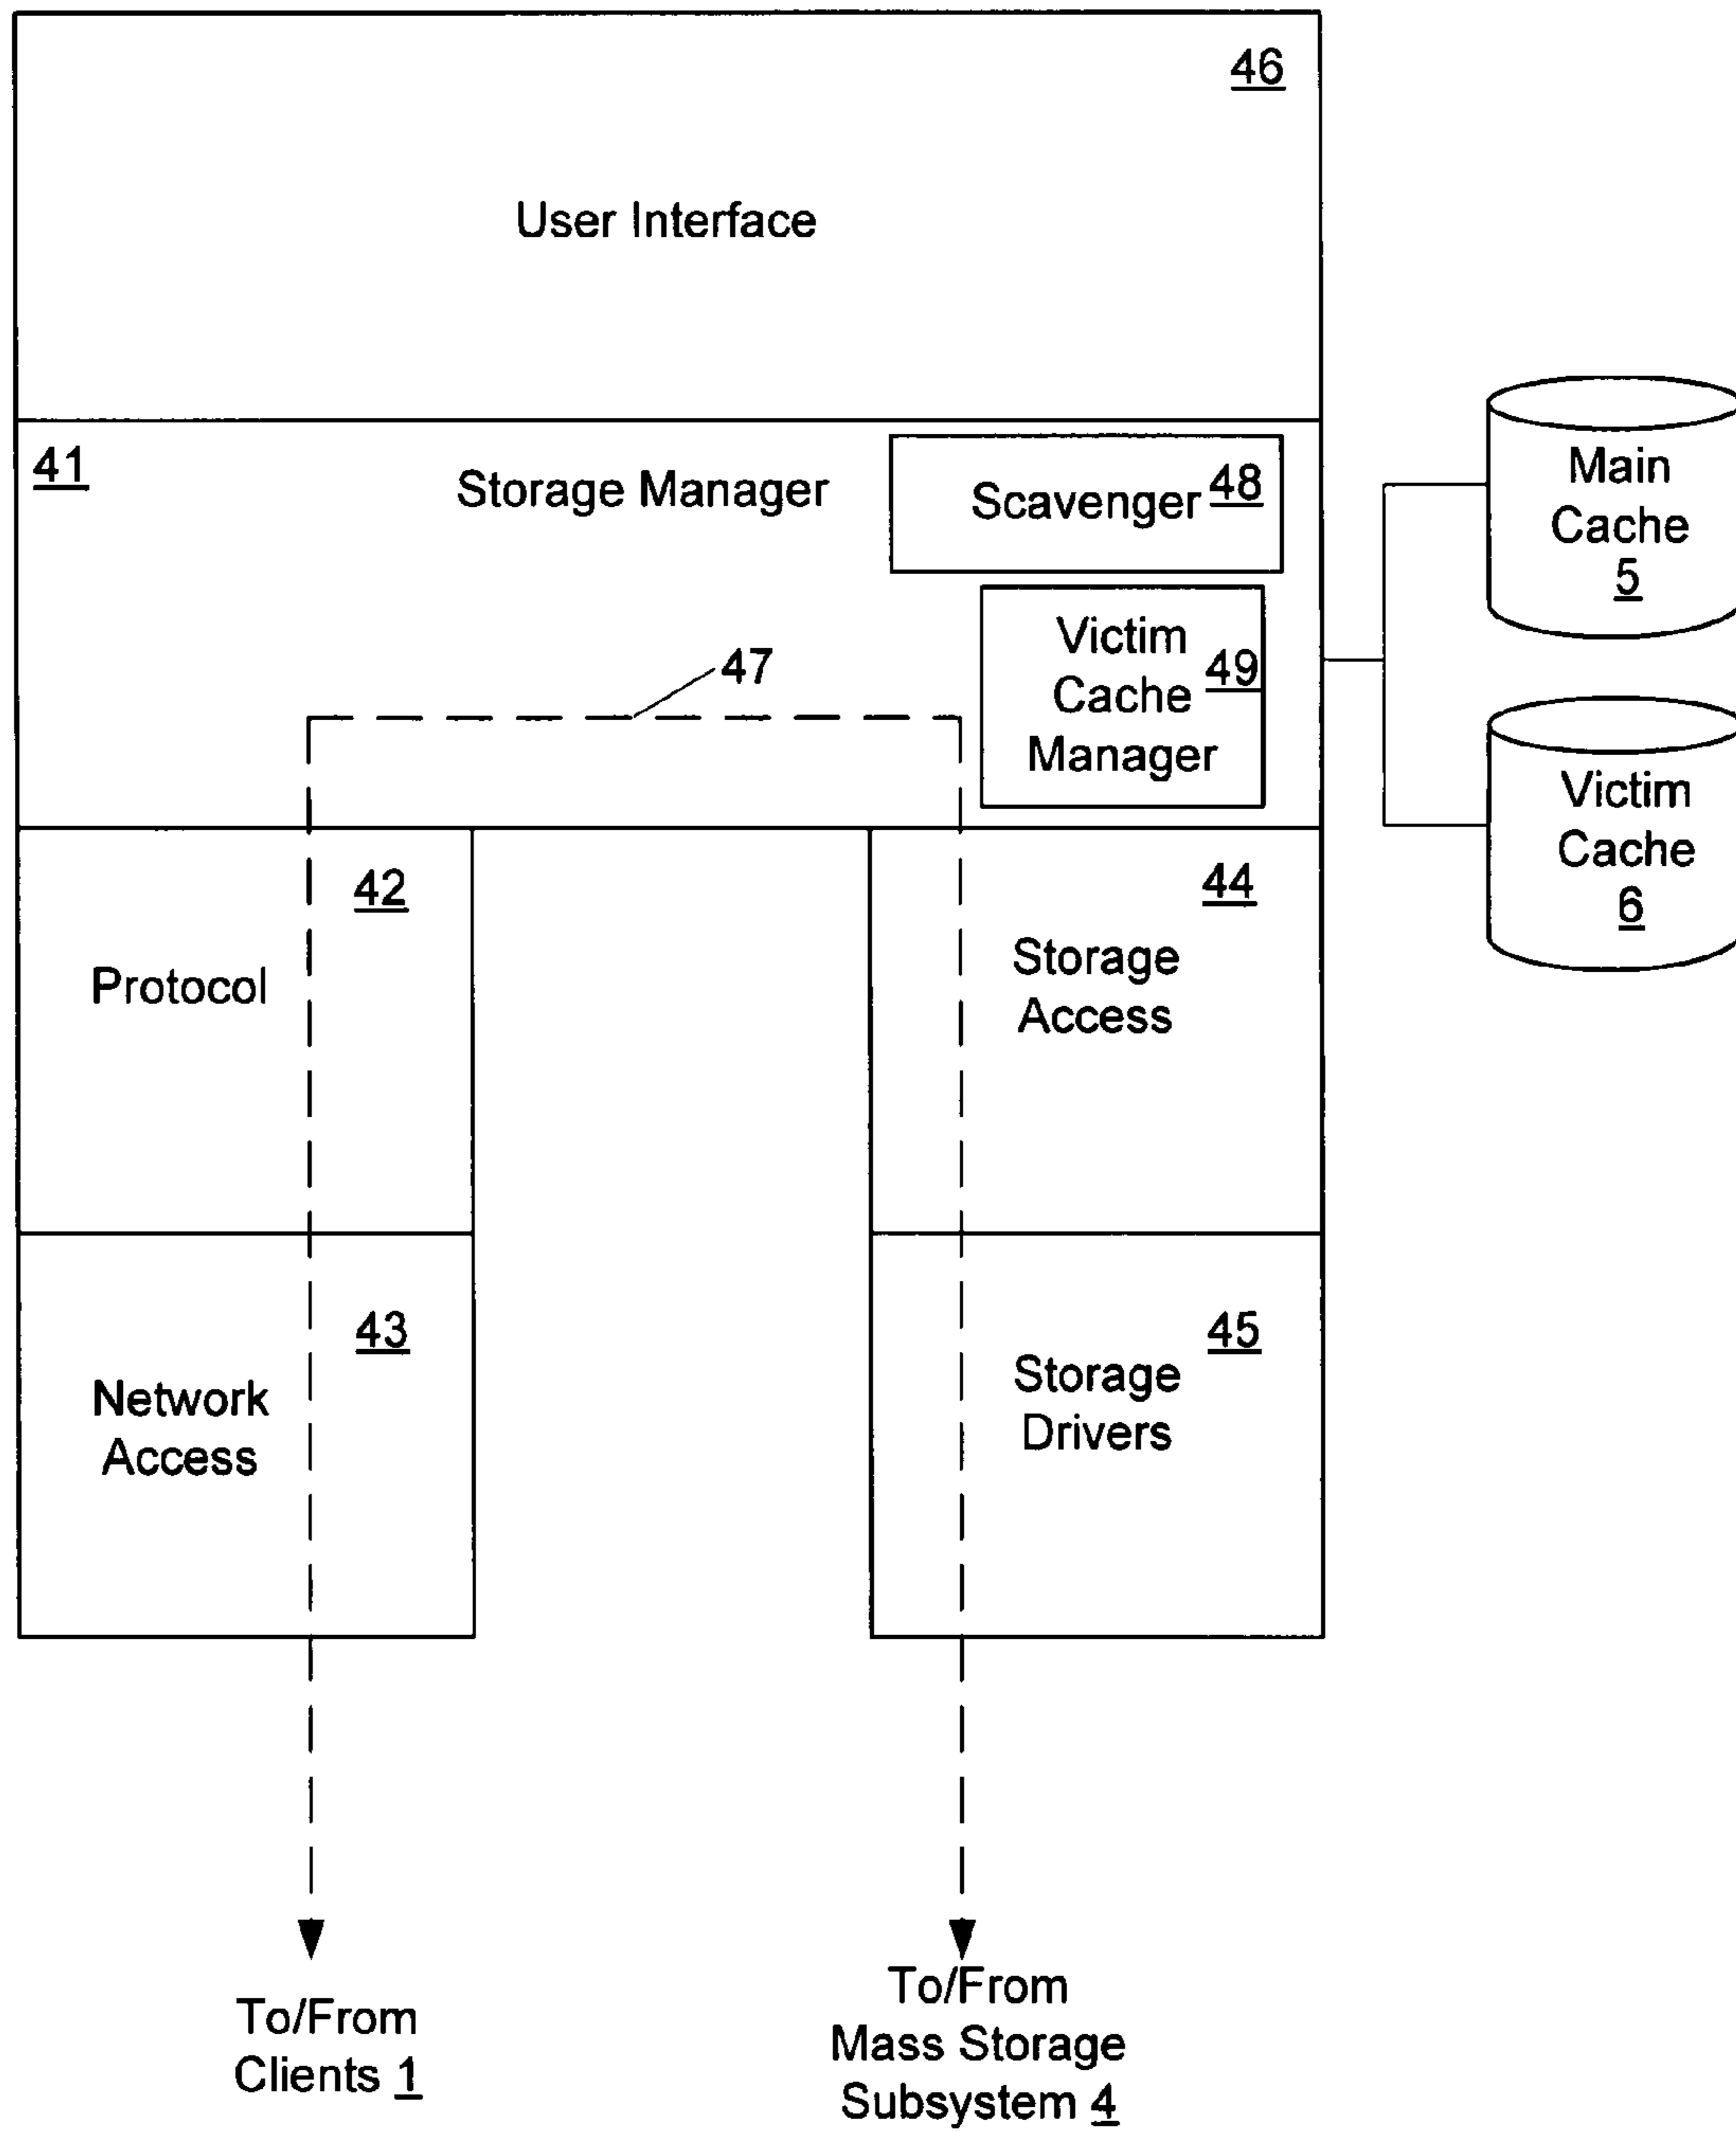 46
User Interface
41
Storage Manager
Scavenger 48
Main
Cache
5
Victim
Cache
Manager
49
47
Victim
Cache
6
42
Protocol
44
Storage
Access
43
Network
Access
45
Storage
Drivers
To/From
Clients 1
To/From
Mass Storage
Subsystem 4